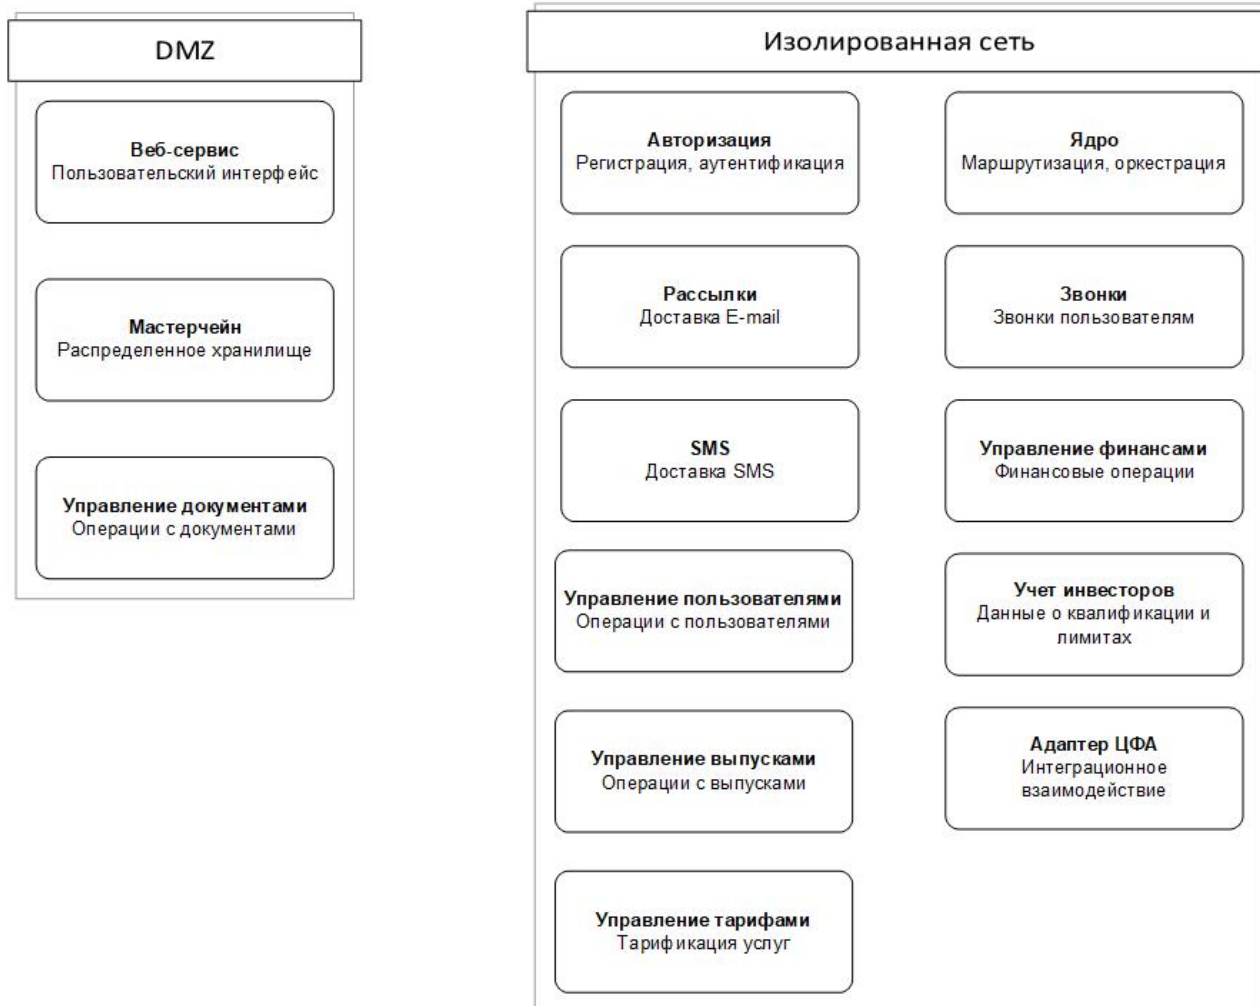 DMZ
Веб-сервис
Пользовательский интерфейс
Мастерчейн
Распределенное хранилище
Управление документами
Операции с документами
Изолированная сеть
Авторизация
Регистрация, аутентификация
Ядро
Маршрутизация, оркестрация
Рассылки
Доставка E-mail
Звонки
Звонки пользователям
SMS
Доставка SMS
Управление финансами
Финансовые операции
Управление пользователями
Операции с пользователями
Учет инвесторов
Данные о квалификации и
лимитах
Управление выпусками
Операции с выпусками
Адаптер ЦФА
Интеграционное
взаимодействие
Управление тарифами
Тарификация услуг